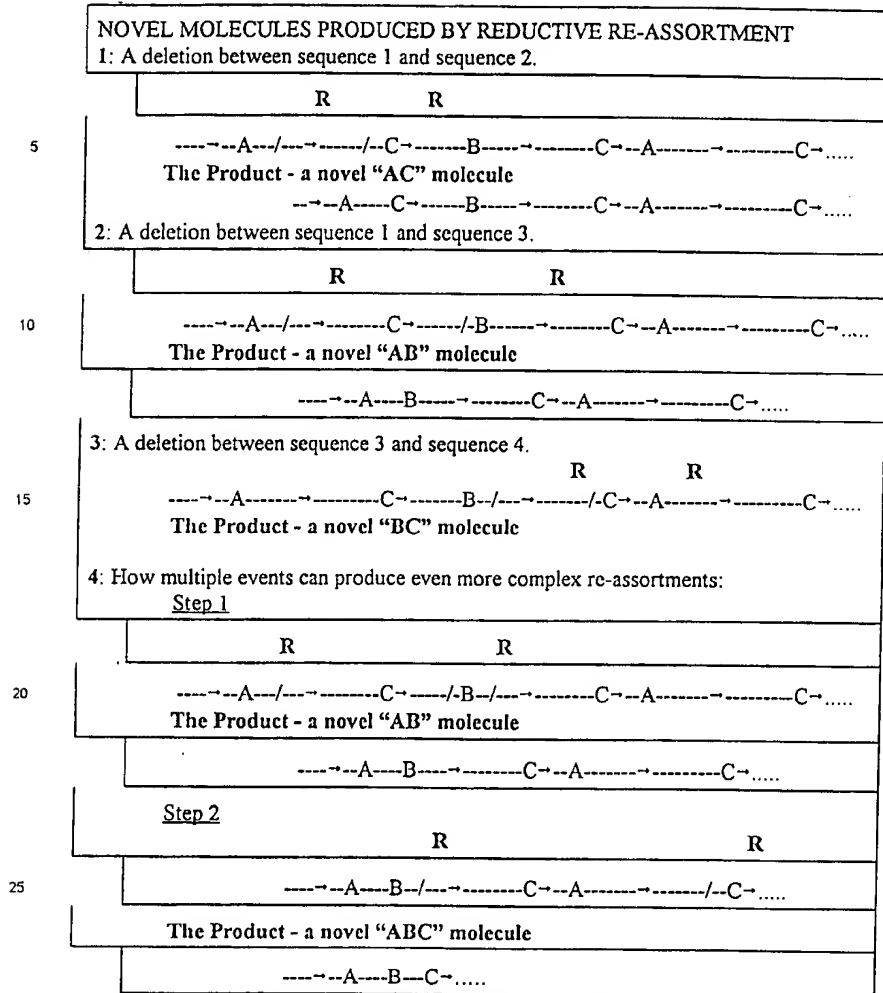 NOVEL MOLECULES PRODUCED BY REDUCTIVE RE-ASSORTMENT
1: A deletion between sequence 1 and sequence 2.
R R
5 ----→--A---/---→------/--C→-------B-----→--------C→--A-------→----------C→.....
The Product - a novel "AC" molecule
--→--A-----C→-----B-----→--------C→--A-------→----------C→.....
2: A deletion between sequence 1 and sequence 3.
R R
10 ----→--A---/---→--------C→------/-B------→--------C→--A-------→----------C→.....
The Product - a novel "AB" molecule
----→--A----B-----→--------C→--A-------→----------C→.....
3: A deletion between sequence 3 and sequence 4.
R R
15 ----→--A-------→---------C→-------B--/---→-------/-C→--A-------→----------C→.....
The Product - a novel "BC" molecule
4: How multiple events can produce even more complex re-assortments:
Step 1
R R
20 ----→--A---/---→--------C→-----/-B--/---→--------C→--A-------→----------C→.....
The Product - a novel "AB" molecule
----→--A----B----→--------C→--A-------→---------C→.....
Step 2
R R
25 ----→--A----B--/---→--------C→--A-------→------/--C→.....
The Product - a novel "ABC" molecule
----→--A----B---C→.....